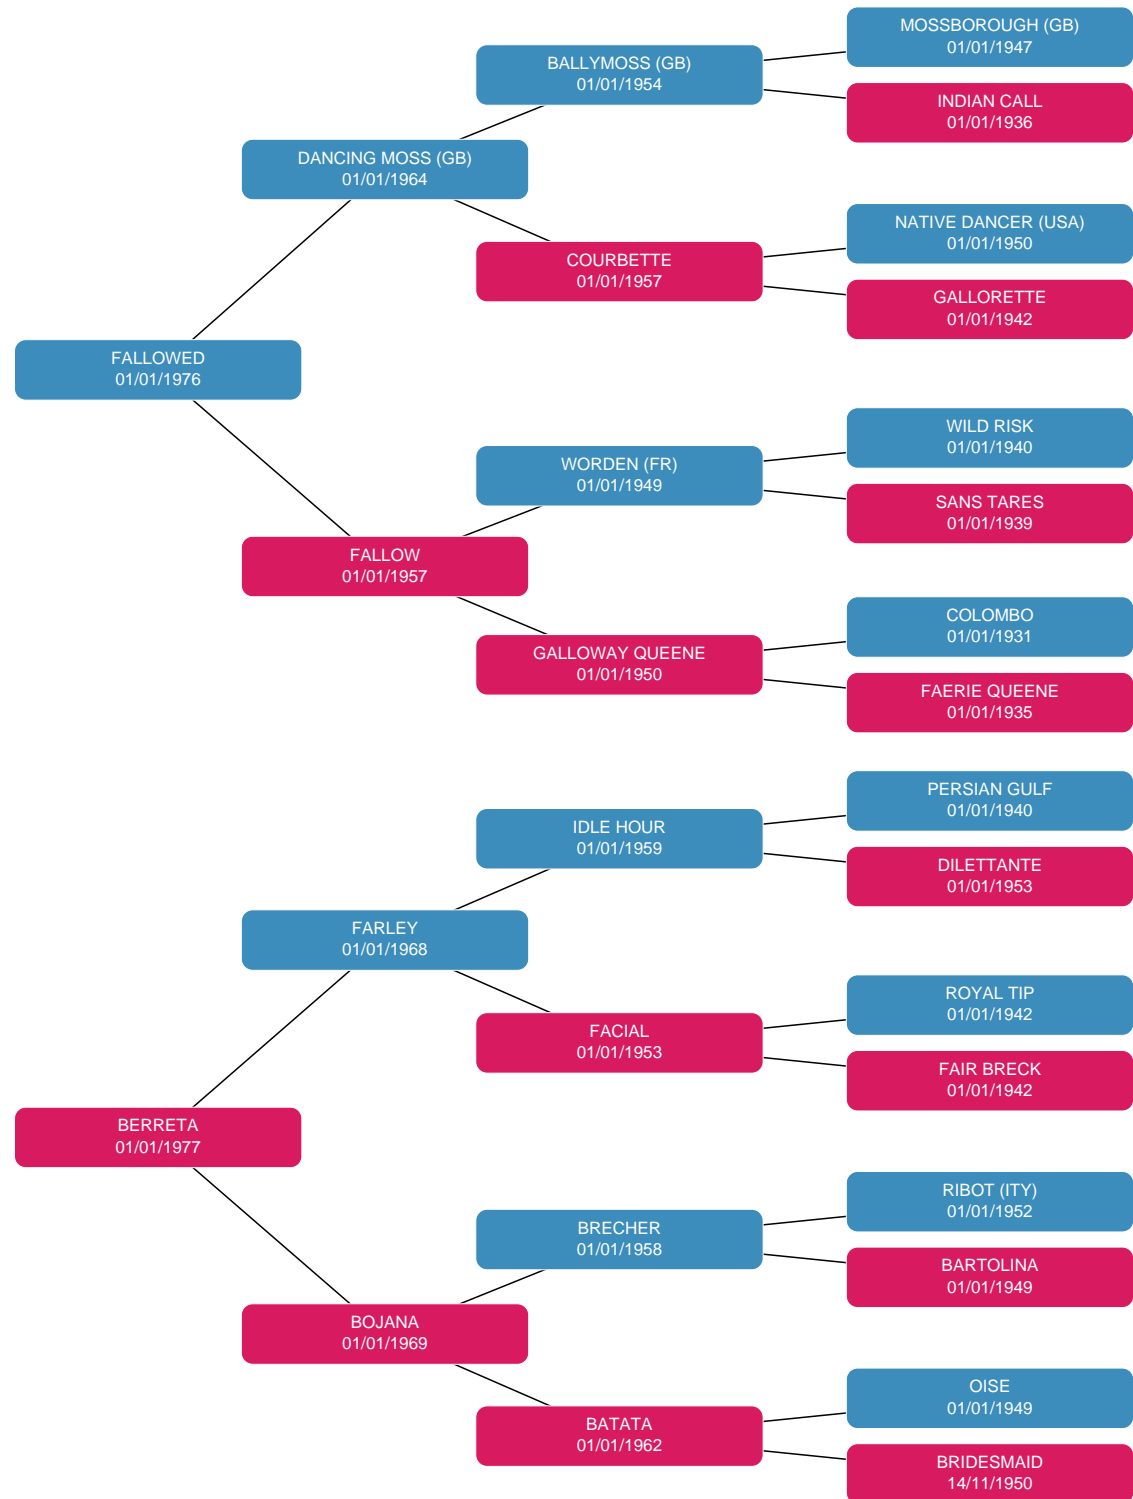 MOSSBOROUGH (GB)
01/01/1947
BALLYMOSS (GB)
01/01/1954
INDIAN CALL
01/01/1936
DANCING MOSS (GB)
01/01/1964
NATIVE DANCER (USA)
01/01/1950
COURBETTE
01/01/1957
GALLORETTE
01/01/1942
FALLOWED
01/01/1976
WILD RISK
01/01/1940
WORDEN (FR)
01/01/1949
SANS TARES
01/01/1939
FALLOW
01/01/1957
COLOMBO
01/01/1931
GALLOWAY QUEENE
01/01/1950
FAERIE QUEENE
01/01/1935
PERSIAN GULF
01/01/1940
IDLE HOUR
01/01/1959
DILETTANTE
01/01/1953
FARLEY
01/01/1968
ROYAL TIP
01/01/1942
FACIAL
01/01/1953
FAIR BRECK
01/01/1942
BERRETA
01/01/1977
RIBOT (ITY)
01/01/1952
BRECHER
01/01/1958
BARTOLINA
01/01/1949
BOJANA
01/01/1969
OISE
01/01/1949
BATATA
01/01/1962
BRIDESMAID
14/11/1950